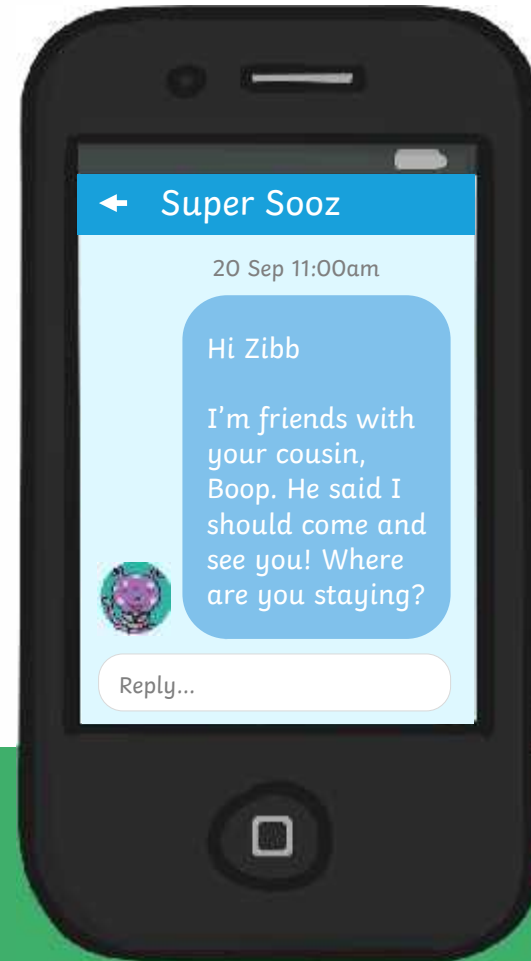 Super Sooz
20 Sep 11:00am
Hi Zibb
I'm friends with
your cousin,
Boop. He said I
should come and
see you! Where
are you staying?
Reply...